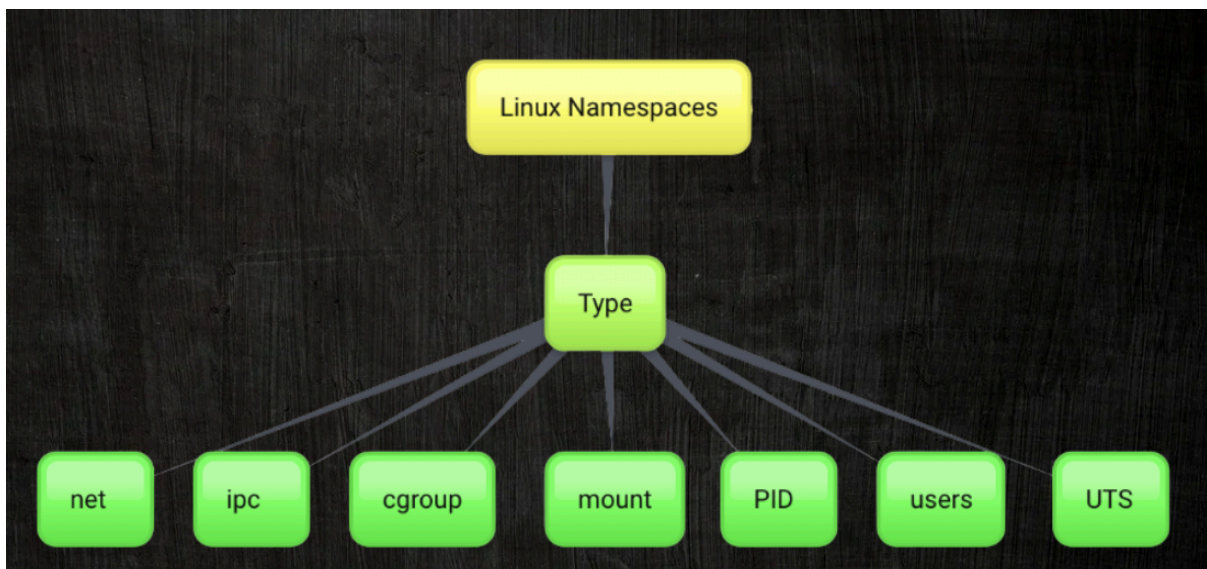 Linux Namespaces
Type
net
ipc
cgroup
mount
PID
users
UTS